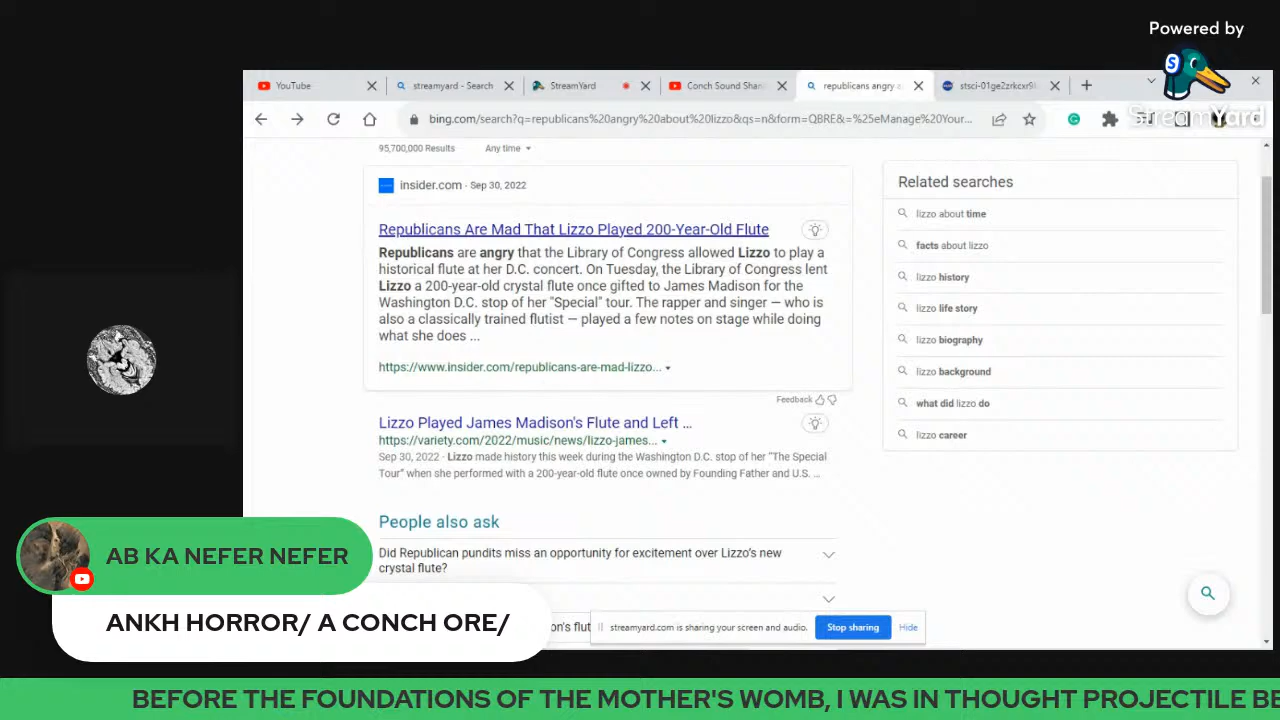 Powered by
StreamYard
YouTube
streamyard - Search
StreamYard
Conch Sound Shan
republicans angry a
stsci-01ge2zrkcxr9
bing.com/search?q=republicans%20angry%20about%20lizzo&qs=n&form=QBRE&=%25eManage%20Your...
95,700,000 Results
Any time
insider.com · Sep 30, 2022
Republicans Are Mad That Lizzo Played 200-Year-Old Flute
Republicans are angry that the Library of Congress allowed Lizzo to play a
historical flute at her D.C. concert. On Tuesday, the Library of Congress lent
Lizzo a 200-year-old crystal flute once gifted to James Madison for the
Washington D.C. stop of her "Special" tour. The rapper and singer — who is
also a classically trained flutist — played a few notes on stage while doing
what she does ...
https://www.insider.com/republicans-are-mad-lizzo...
Feedback
Lizzo Played James Madison's Flute and Left ...
https://variety.com/2022/music/news/lizzo-james...
Sep 30, 2022 · Lizzo made history this week during the Washington D.C. stop of her "The Special
Tour" when she performed with a 200-year-old flute once owned by Founding Father and U.S. ...
People also ask
Did Republican pundits miss an opportunity for excitement over Lizzo's new
crystal flute?
on's flut
Related searches
lizzo about time
facts about lizzo
lizzo history
lizzo life story
lizzo biography
lizzo background
what did lizzo do
lizzo career
streamyard.com is sharing your screen and audio.
Stop sharing
Hide
AB KA NEFER NEFER
ANKH HORROR/ A CONCH ORE/
BEFORE THE FOUNDATIONS OF THE MOTHER'S WOMB, I WAS IN THOUGHT PROJECTILE BE